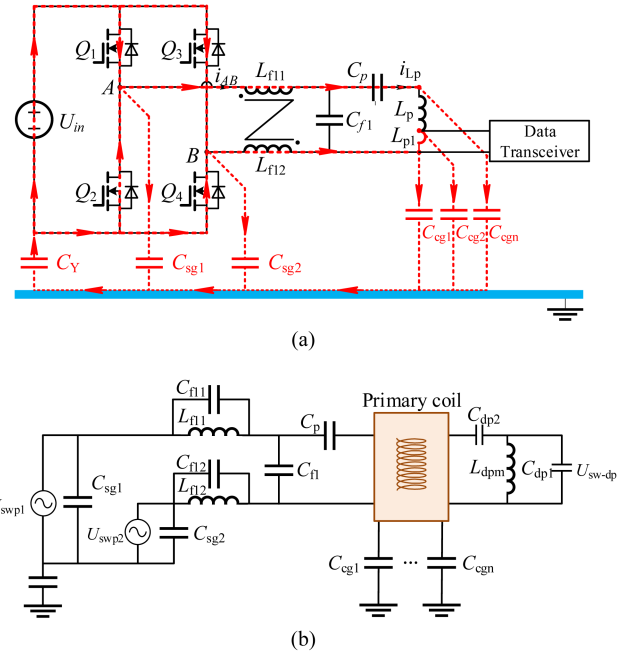 Q1 Q3
iAB Lf11 Cp iLp
A
Uin Cf1 Lp
Lp1 Data
Transceiver
B
Lf12
Q2 Q4
Ccg1 Ccg2 Ccgn
CY Csg1 Csg2
(a)
Cf11 Primary coil
Lf11 Cp Cdp2
Cf12
Csg1 Cf1 Ldpm Cdp1 Usw-dp
Lf12
swp1 Uswp2 Csg2
Ccg1 ... Ccgn
(b)